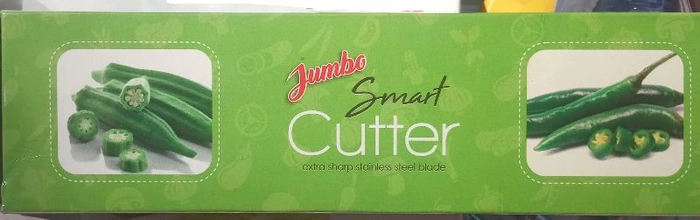 Jumbo
Smart
Cutter
extra sharp stainless steel blade